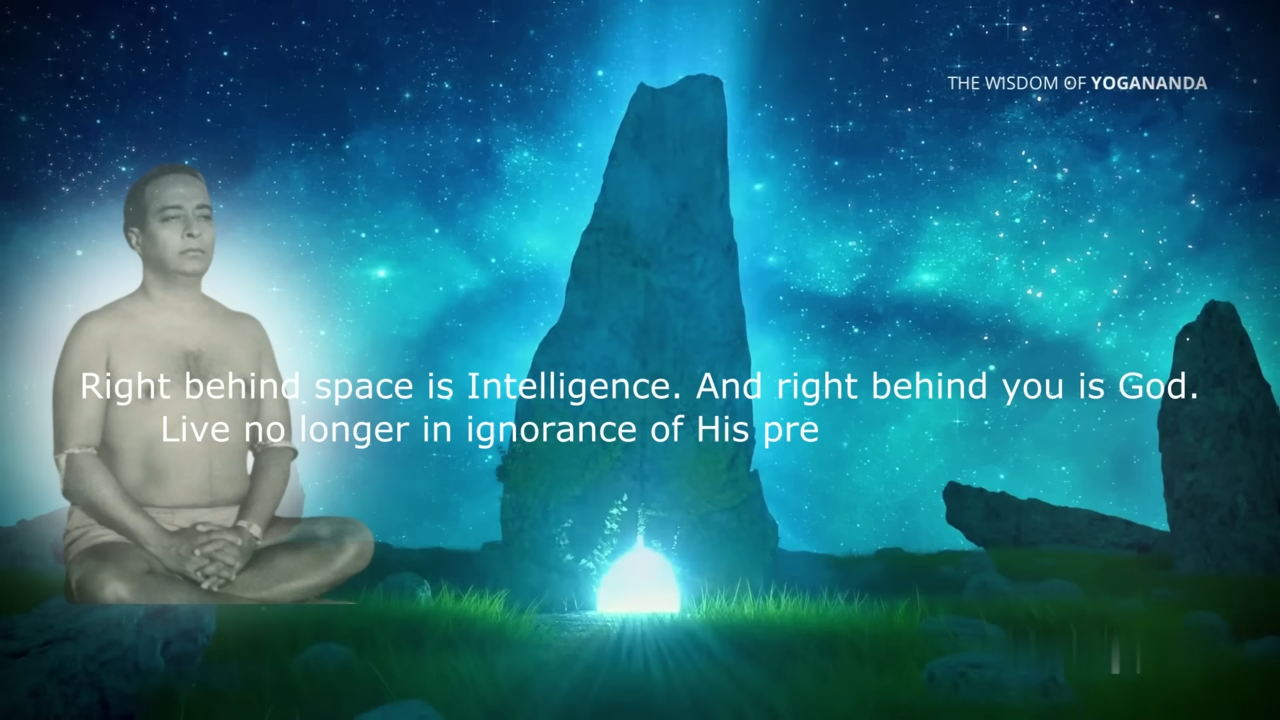 THE WISDOM OF YOGANANDA
Right behind space is Intelligence. And right behind you is God.
Live no longer in ignorance of His pre